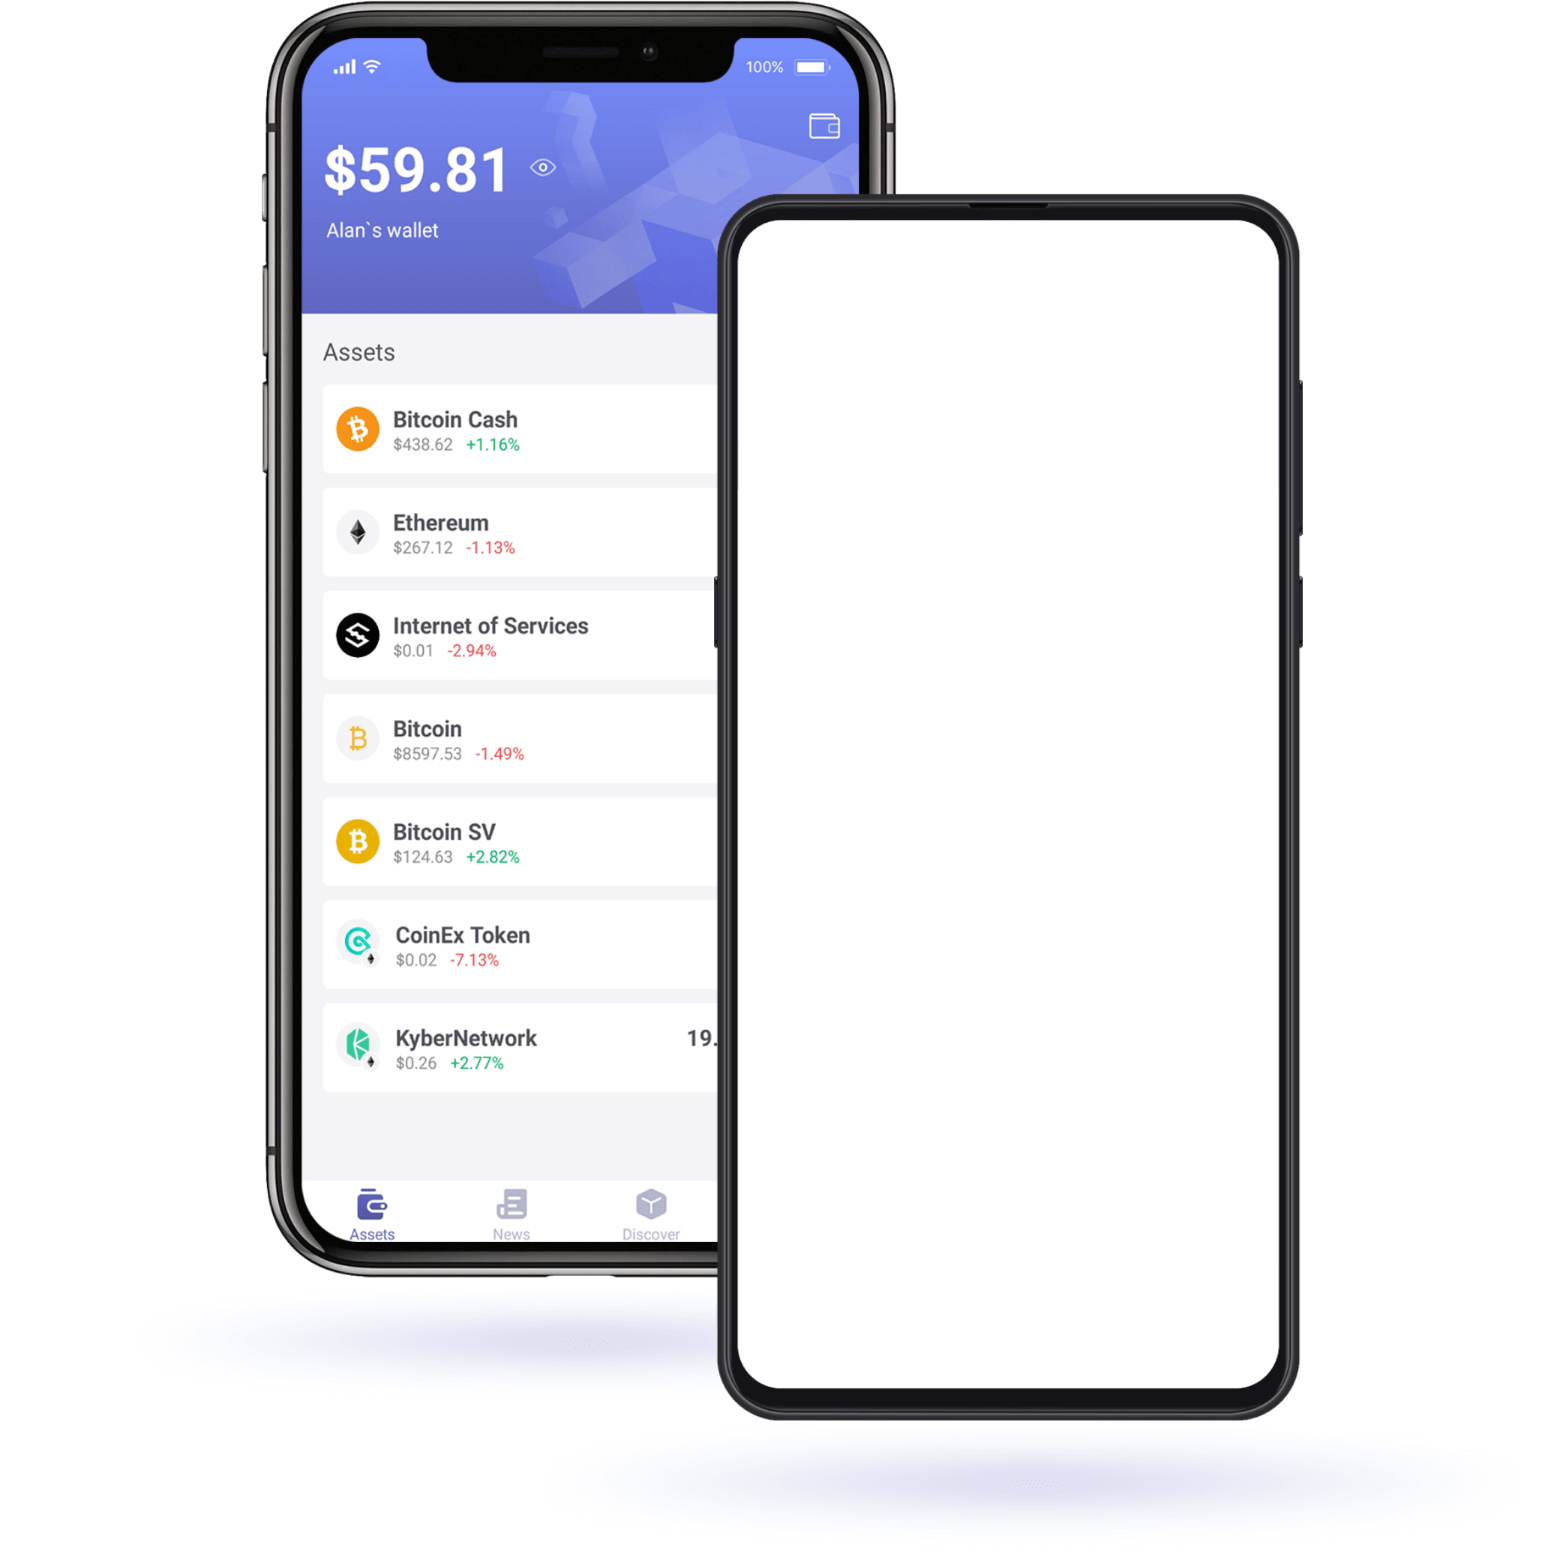 100%
$59.81
Alan`s wallet
Assets
Bitcoin Cash
$438.62 +1.16%
Ethereum
$267.12 -1.13%
Internet of Services
$0.01 -2.94%
Bitcoin
$8597.53 -1.49%
Bitcoin SV
$124.63 +2.82%
CoinEx Token
$0.02 -7.13%
KyberNetwork 19.
$0.26 +2.77%
Assets News Discover